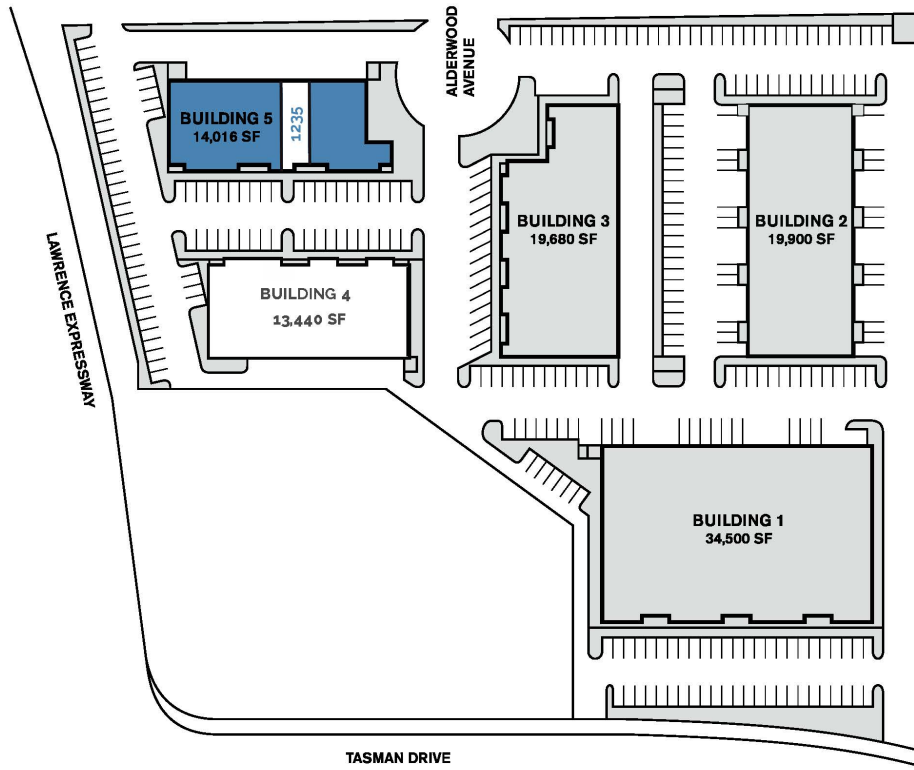 ALDERWOOD
AVENUE
BUILDING 5
14,016 SF
1235
BUILDING 3
19,680 SF
BUILDING 2
19,900 SF
LAWRENCE EXPRESSWAY
BUILDING 4
13,440 SF
BUILDING 1
34,500 SF
TASMAN DRIVE